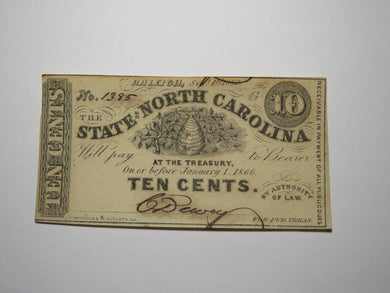 RALEIGH,
No. 1385 G 10
THE
STATE OF NORTH CAROLINA
Will pay to Bearer
AT THE TREASURY,
On or before January 1, 1866,
TEN CENTS.
BY AUTHORITY
OF LAW.
FOR PUB. TREAS.
TEN CENTS
RECEIVABLE IN PAYMENT OF ALL PUBLIC DUES